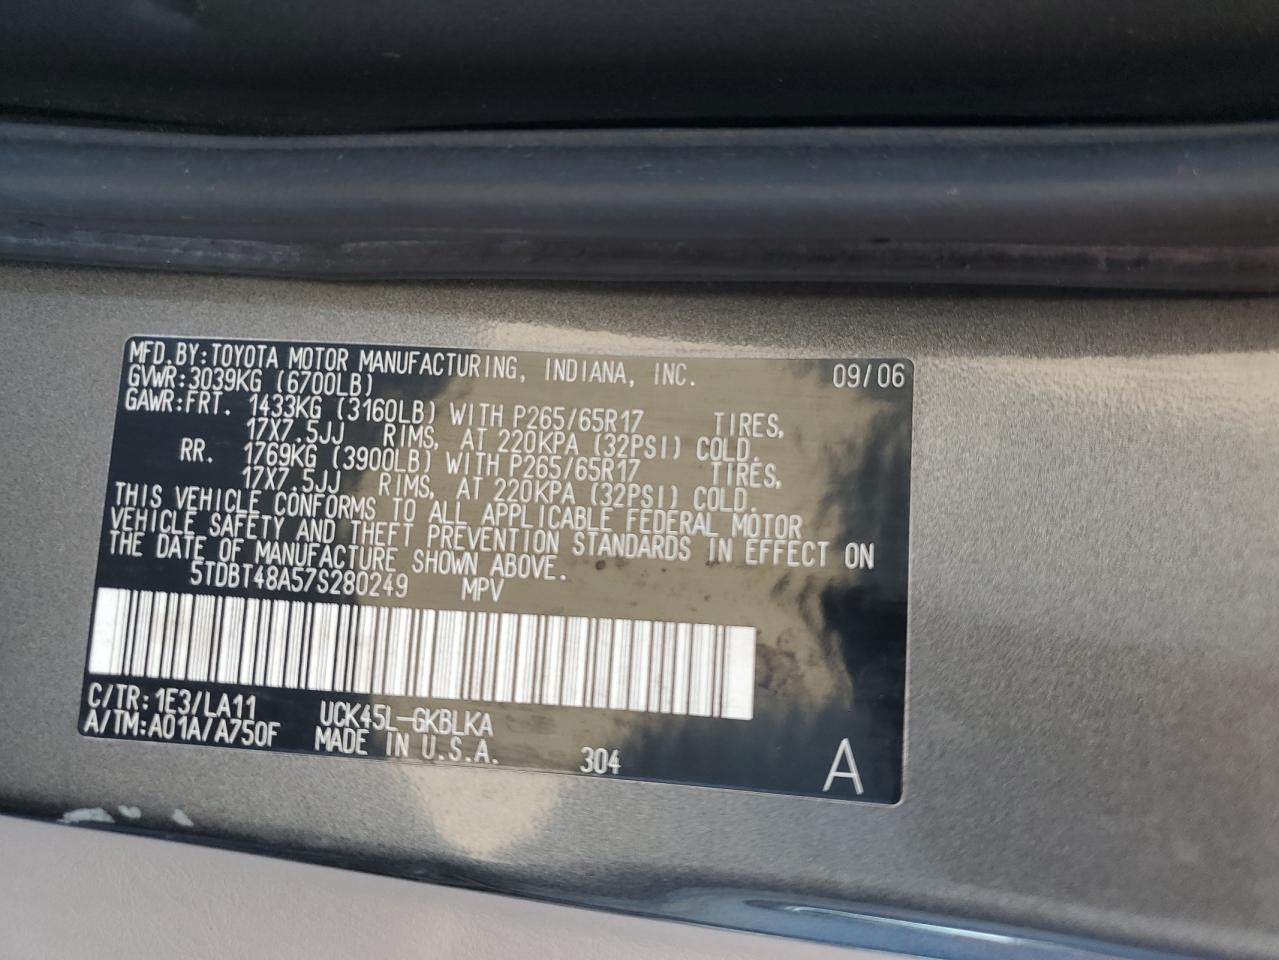 MFD.BY:TOYOTA MOTOR MANUFACTURING, INDIANA, INC. 09/06
GVWR:3039KG (6700LB)
GAWR:FRT. 1433KG (3160LB) WITH P265/65R17 TIRES,
17X7.5JJ RIMS, AT 220KPA (32PSI) COLD.
RR. 1769KG (3900LB) WITH P265/65R17 TIRES,
17X7.5JJ RIMS, AT 220KPA (32PSI) COLD.
THIS VEHICLE CONFORMS TO ALL APPLICABLE FEDERAL MOTOR
VEHICLE SAFETY AND THEFT PREVENTION STANDARDS IN EFFECT ON
THE DATE OF MANUFACTURE SHOWN ABOVE.
5TDBT48A57S280249 MPV
C/TR:1E3/LA11 UCK45L-GKBLKA
A/TM:A01A/A750F MADE IN U.S.A. 304 A